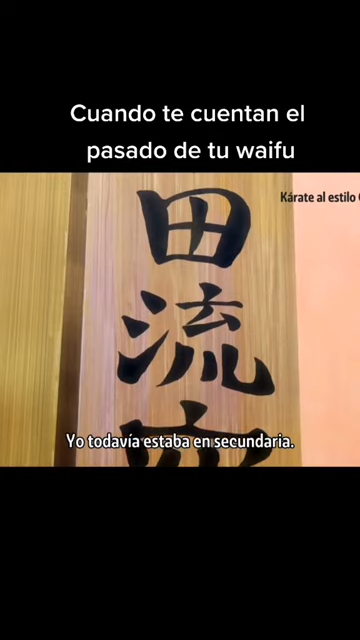 Cuando te cuentan el
pasado de tu waifu
Kárate al estilo
田
流
Yo todavía estaba en secundaria.